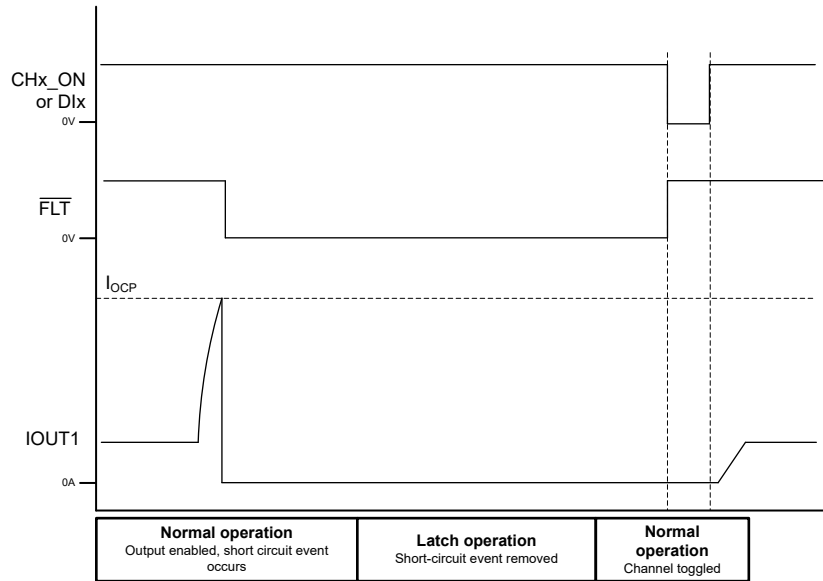 CHx_ON
or DIx
0V
FLT
0V
IOCP
IOUT1
0A
Normal operation
Output enabled, short circuit event
occurs
Latch operation
Short-circuit event removed
Normal
operation
Channel toggled